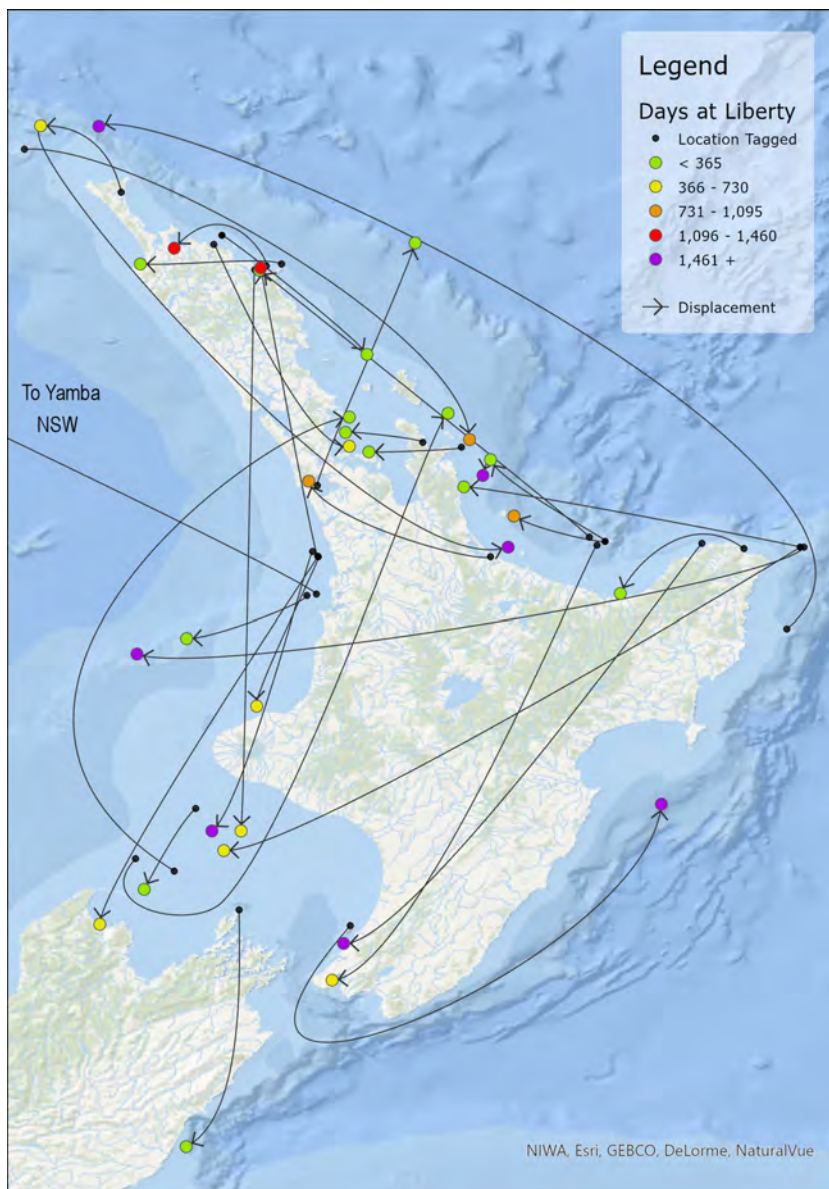 Legend
Days at Liberty
Location Tagged
< 365
366 - 730
731 - 1,095
1,096 - 1,460
1,461 +
Displacement
To Yamba
NSW
NIWA, Esri, GEBCO, DeLorme, NaturalVue